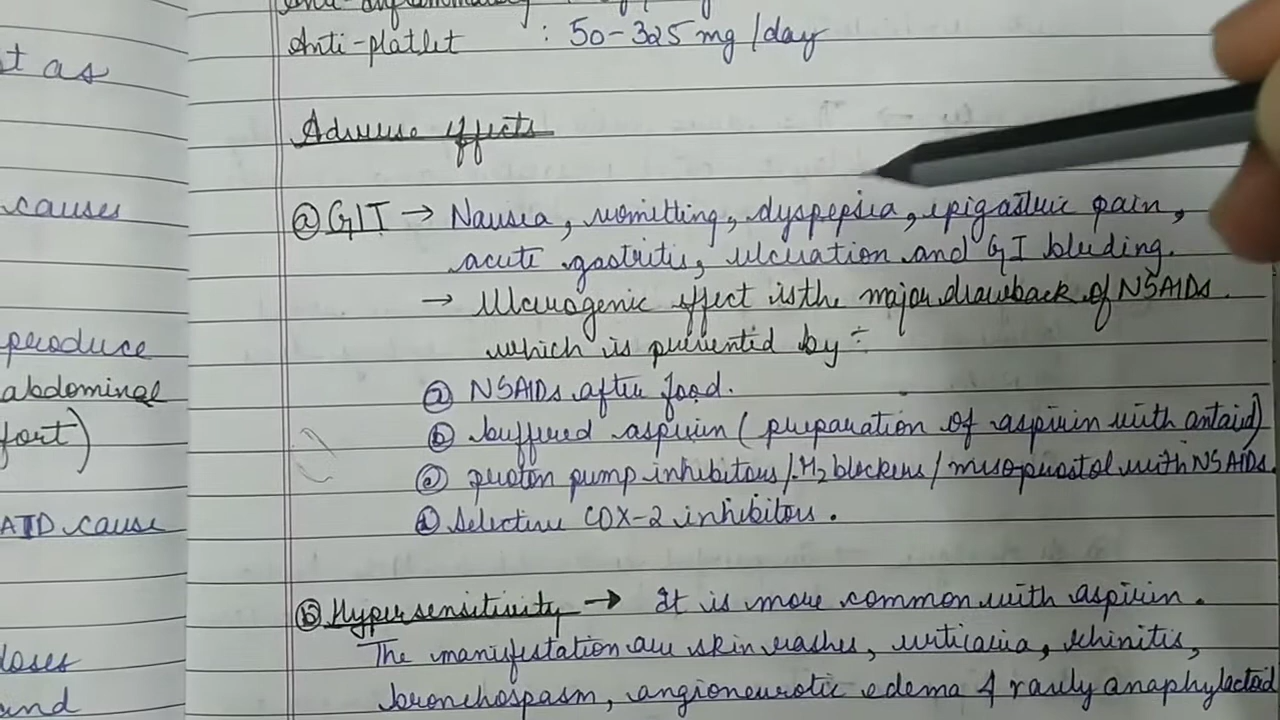 t as
causes
produce
abdominal
fort)
AID cause
doses
and
Anti-platlet : 50-325 mg /day
Adverse effects
ⓐ GIT → Nausea, vomitting, dyspepsia, epigastric pain,
acute gastritis, ulceration and GI bleeding.
→ Ulcerogenic effect is the major drawback of NSAIDs.
which is prevented by :-
ⓐ NSAIDs after food.
ⓑ buffered aspirin ( preparation of aspirin with antaid)
ⓒ proton pump inhibitors / H2 blockers / misoprostol with NSAIDs
ⓓ Selective COX-2 inhibitors.
ⓑ Hypersensitivity → It is more common with aspirin.
The manifestation are skin rashes, urticaria, rhinitis,
bronchospasm, angioneurotic edema & rarely anaphylactoid